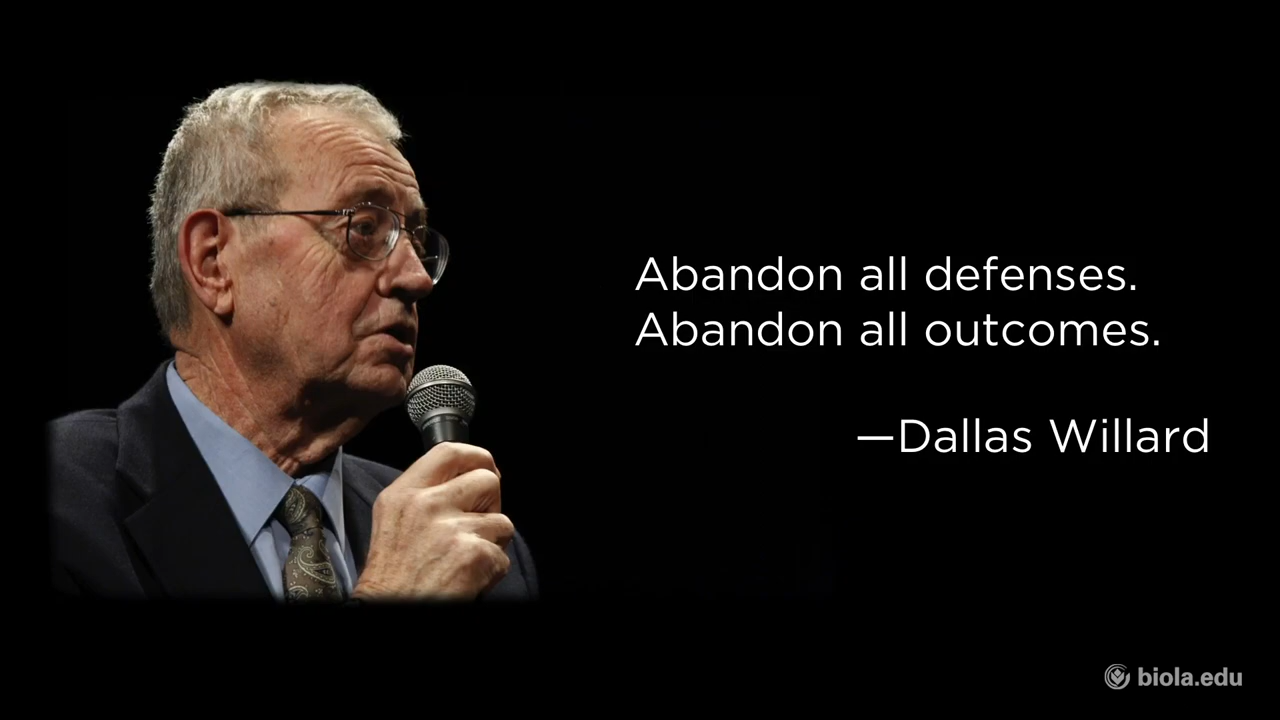 Abandon all defenses.
Abandon all outcomes.
—Dallas Willard
biola.edu